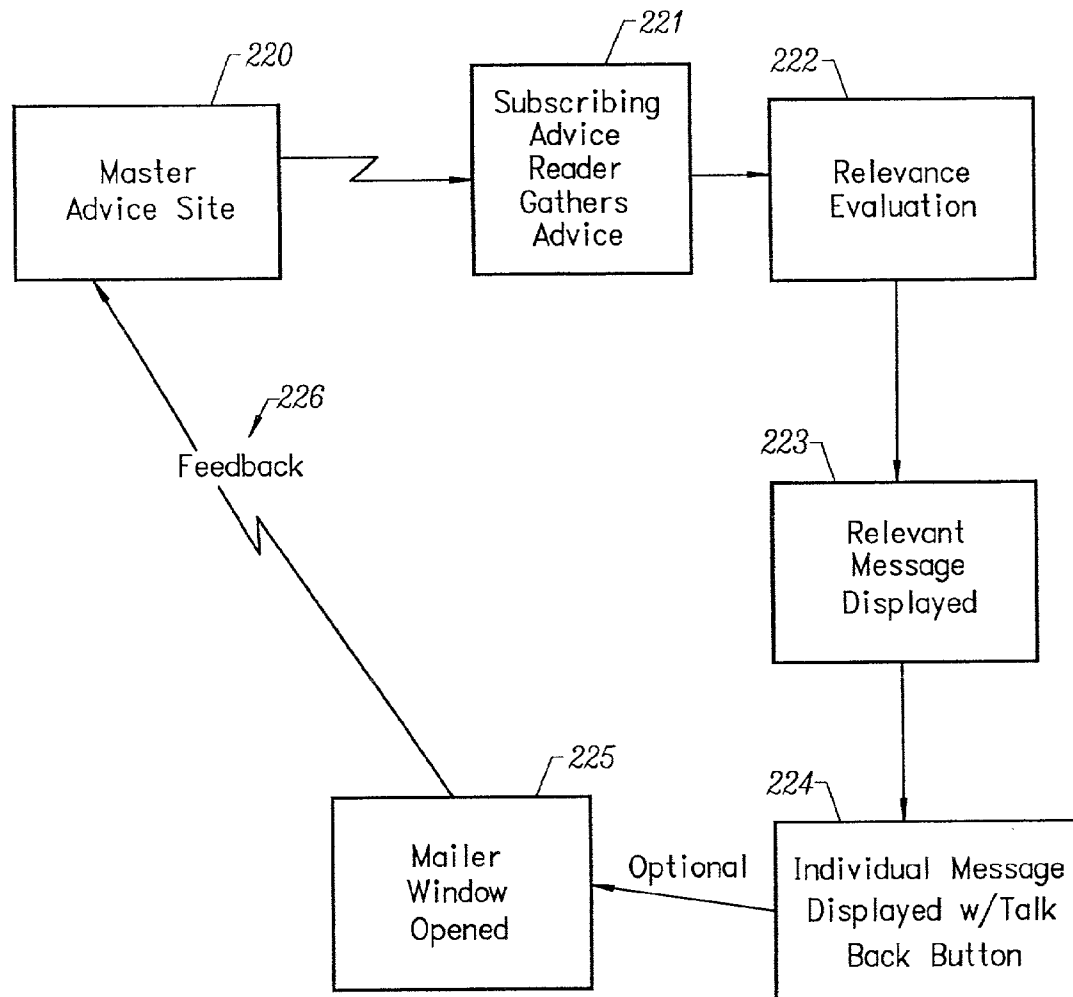 220
Master
Advice Site
221
Subscribing
Advice
Reader
Gathers
Advice
222
Relevance
Evaluation
223
Relevant
Message
Displayed
224
Individual Message
Displayed w/Talk
Back Button
Optional
225
Mailer
Window
Opened
226
Feedback